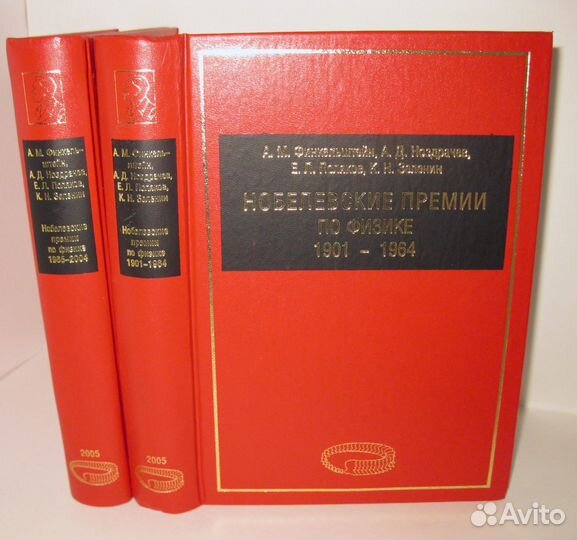 А. М. Финкель-
штейн,
А. Д. Ноздрачев,
Е. Л. Поляков,
К. Н. Зеленин
Нобелевские
премии
по физике
1965–2004
2005
А. М. Финкель-
штейн,
А. Д. Ноздрачев,
Е. Л. Поляков,
К. Н. Зеленин
Нобелевские
премии
по физике
1901–1964
2005
А. М. Финкельштейн, А. Д. Ноздрачев,
Е. Л. Поляков, К. Н. Зеленин
НОБЕЛЕВСКИЕ ПРЕМИИ
ПО ФИЗИКЕ
1901 – 1964
Avito